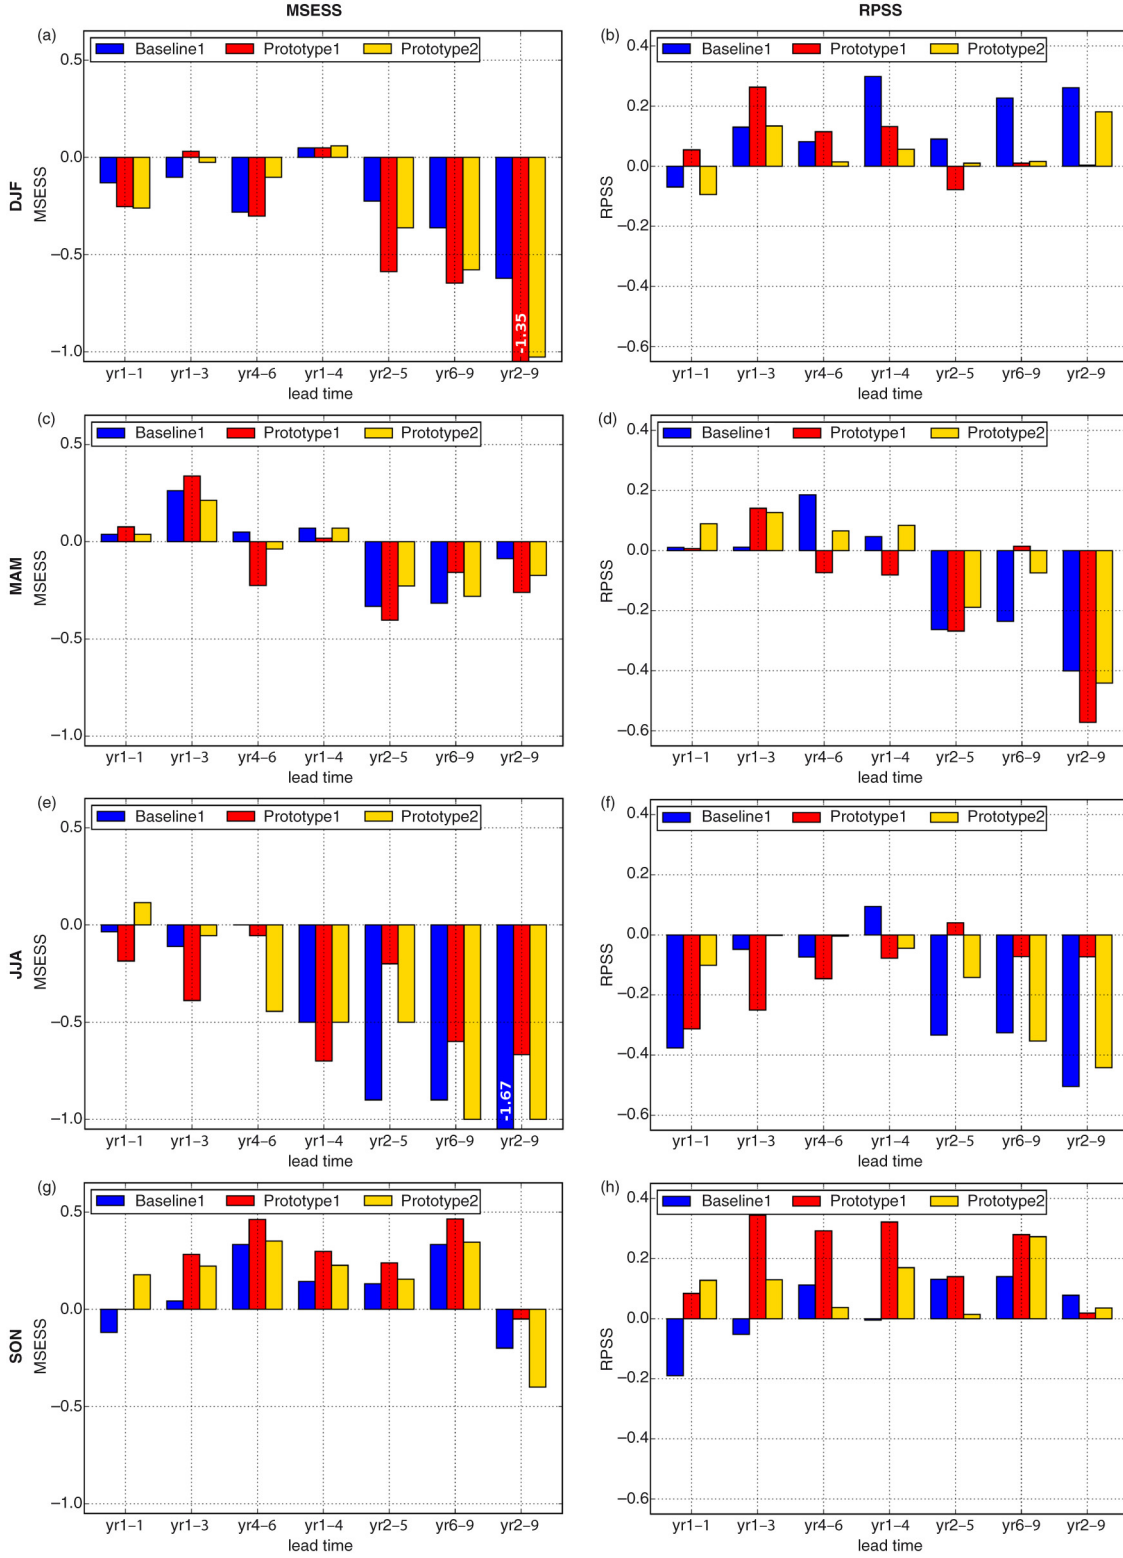 MSESS
RPSS
(a)
Baseline1 Prototype1 Prototype2
0.5
0.0
−0.5
−1.0
DJF
MSESS
-1.35
yr1−1 yr1−3 yr4−6 yr1−4 yr2−5 yr6−9 yr2−9
lead time
(b)
Baseline1 Prototype1 Prototype2
0.4
0.2
0.0
−0.2
−0.4
−0.6
RPSS
yr1−1 yr1−3 yr4−6 yr1−4 yr2−5 yr6−9 yr2−9
lead time
(c)
Baseline1 Prototype1 Prototype2
0.5
0.0
−0.5
−1.0
MAM
MSESS
yr1−1 yr1−3 yr4−6 yr1−4 yr2−5 yr6−9 yr2−9
lead time
(d)
Baseline1 Prototype1 Prototype2
0.4
0.2
0.0
−0.2
−0.4
−0.6
RPSS
yr1−1 yr1−3 yr4−6 yr1−4 yr2−5 yr6−9 yr2−9
lead time
(e)
Baseline1 Prototype1 Prototype2
0.5
0.0
−0.5
−1.0
JJA
MSESS
-1.67
yr1−1 yr1−3 yr4−6 yr1−4 yr2−5 yr6−9 yr2−9
lead time
(f)
Baseline1 Prototype1 Prototype2
0.4
0.2
0.0
−0.2
−0.4
−0.6
RPSS
yr1−1 yr1−3 yr4−6 yr1−4 yr2−5 yr6−9 yr2−9
lead time
(g)
Baseline1 Prototype1 Prototype2
0.5
0.0
−0.5
−1.0
SON
MSESS
yr1−1 yr1−3 yr4−6 yr1−4 yr2−5 yr6−9 yr2−9
lead time
(h)
Baseline1 Prototype1 Prototype2
0.4
0.2
0.0
−0.2
−0.4
−0.6
RPSS
yr1−1 yr1−3 yr4−6 yr1−4 yr2−5 yr6−9 yr2−9
lead time